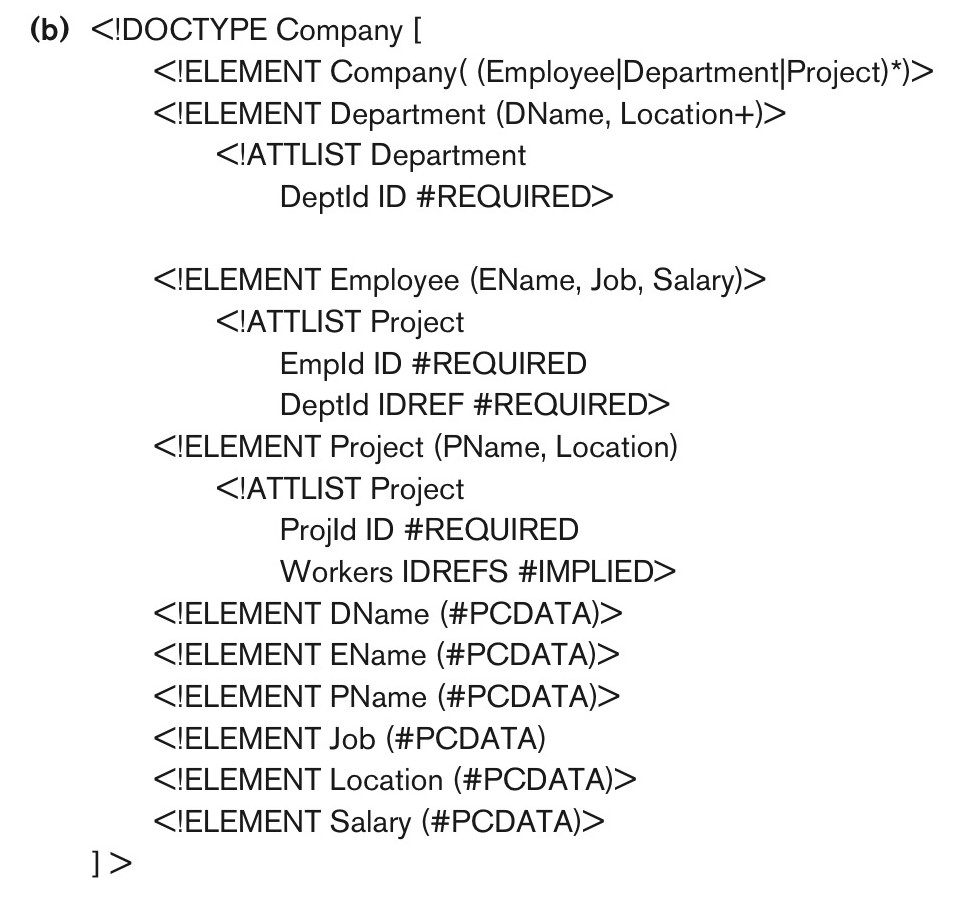 (b) <!DOCTYPE Company [
<!ELEMENT Company( (Employee|Department|Project)*)>
<!ELEMENT Department (DName, Location+)>
<!ATTLIST Department
DeptId ID #REQUIRED>
<!ELEMENT Employee (EName, Job, Salary)>
<!ATTLIST Project
EmpId ID #REQUIRED
DeptId IDREF #REQUIRED>
<!ELEMENT Project (PName, Location)
<!ATTLIST Project
ProjId ID #REQUIRED
Workers IDREFS #IMPLIED>
<!ELEMENT DName (#PCDATA)>
<!ELEMENT EName (#PCDATA)>
<!ELEMENT PName (#PCDATA)>
<!ELEMENT Job (#PCDATA)
<!ELEMENT Location (#PCDATA)>
<!ELEMENT Salary (#PCDATA)>
] >